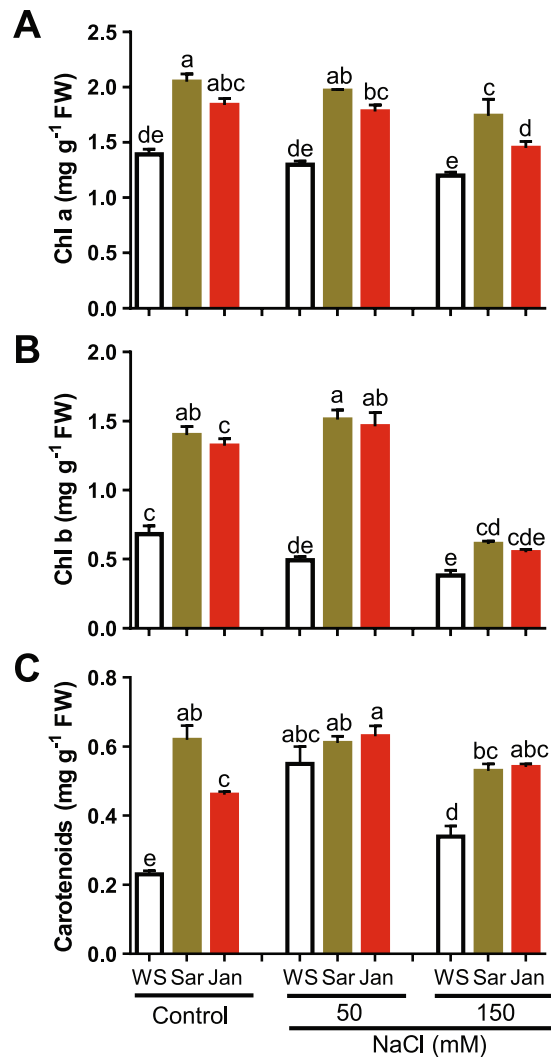 A
Chl a (mg g⁻¹ FW)
2.5
2.0
1.5
1.0
0.5
0.0
de a abc de ab bc e c d
B
Chl b (mg g⁻¹ FW)
2.0
1.5
1.0
0.5
0.0
c ab c de a ab e cd cde
C
Carotenoids (mg g⁻¹ FW)
0.8
0.6
0.4
0.2
0.0
e ab c abc ab a d bc abc
WS Sar Jan WS Sar Jan WS Sar Jan
Control 50 150
NaCl (mM)